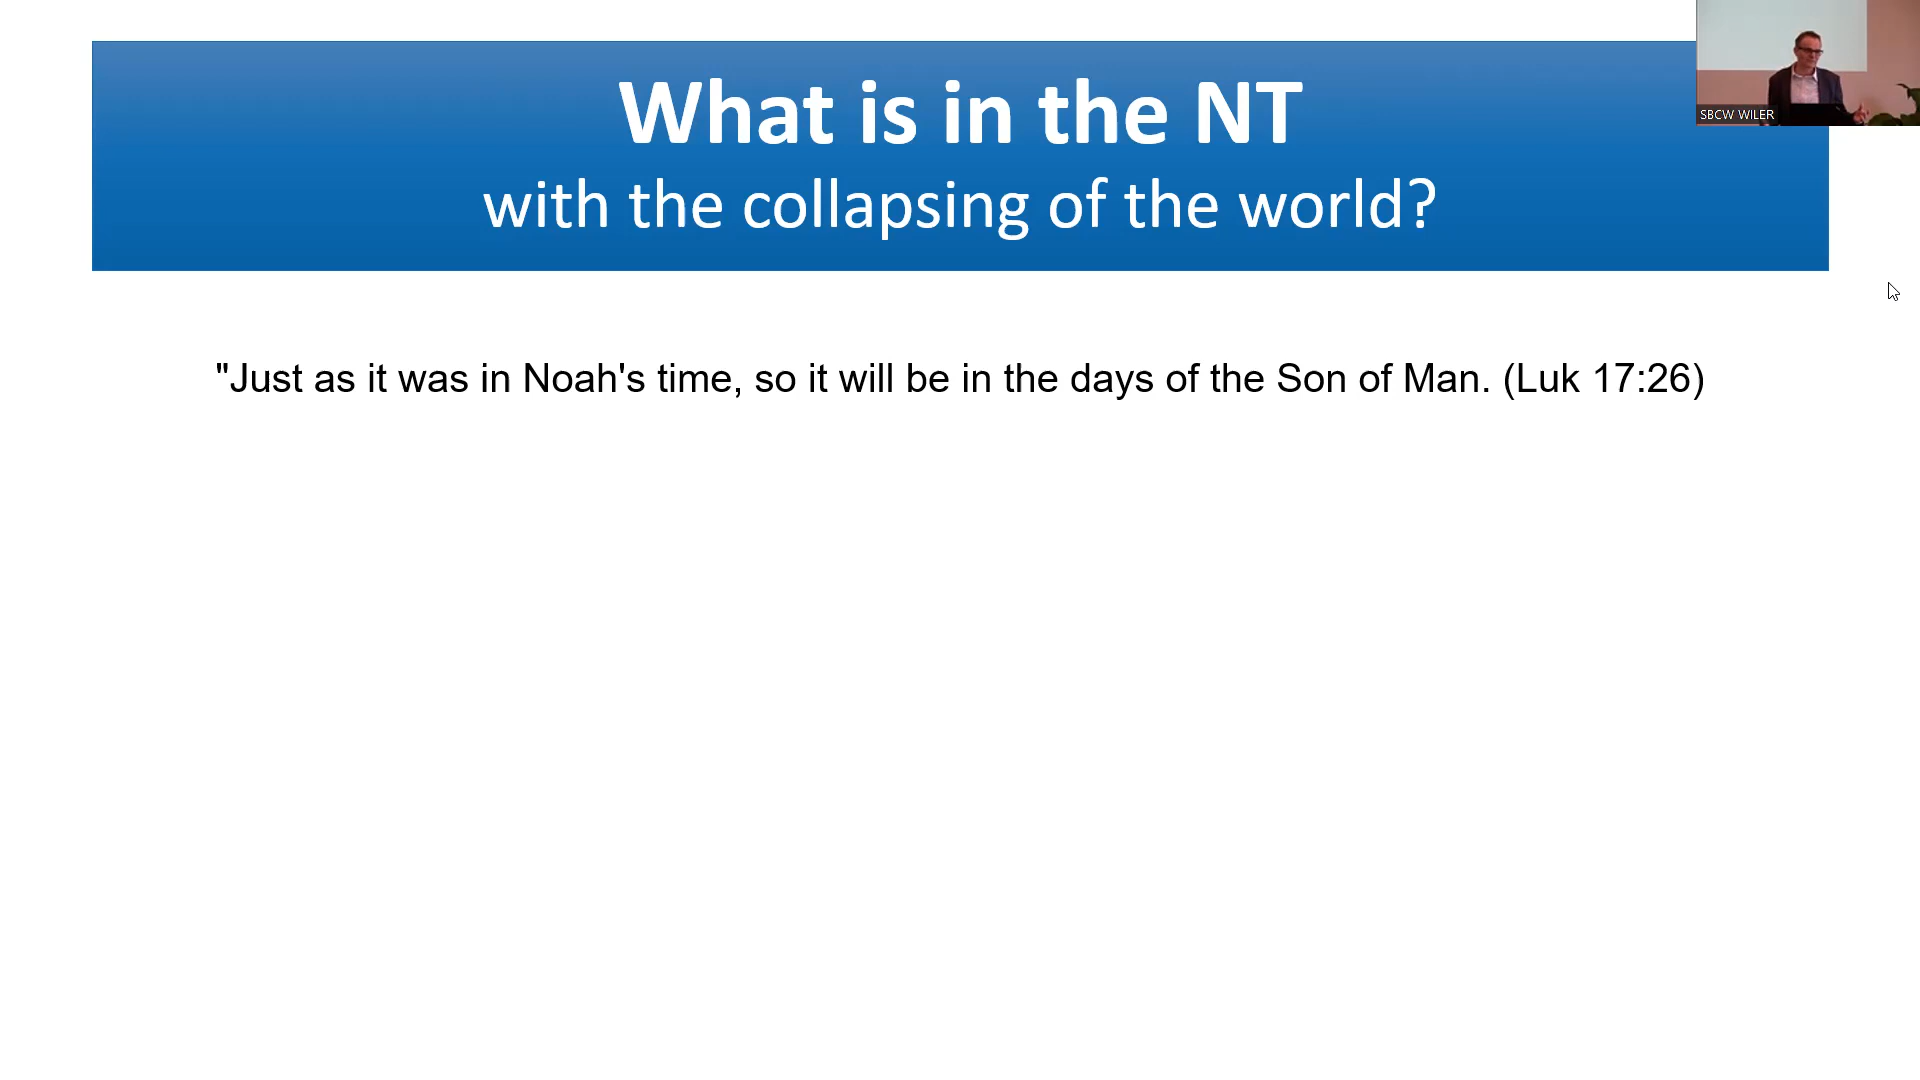 What is in the NT
with the collapsing of the world?
SBCW WILER
"Just as it was in Noah's time, so it will be in the days of the Son of Man. (Luk 17:26)